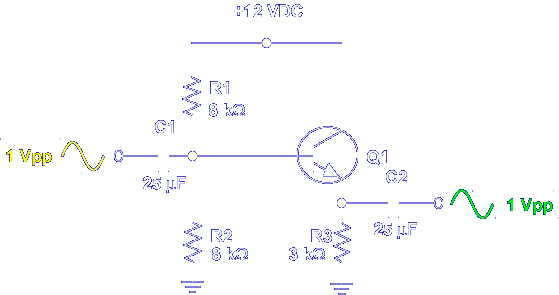 +12 VDC
R1
8 kΩ
C1
1 Vpp
25 µF
Q1
C2
1 Vpp
25 µF
R2
8 kΩ
R3
3 kΩ